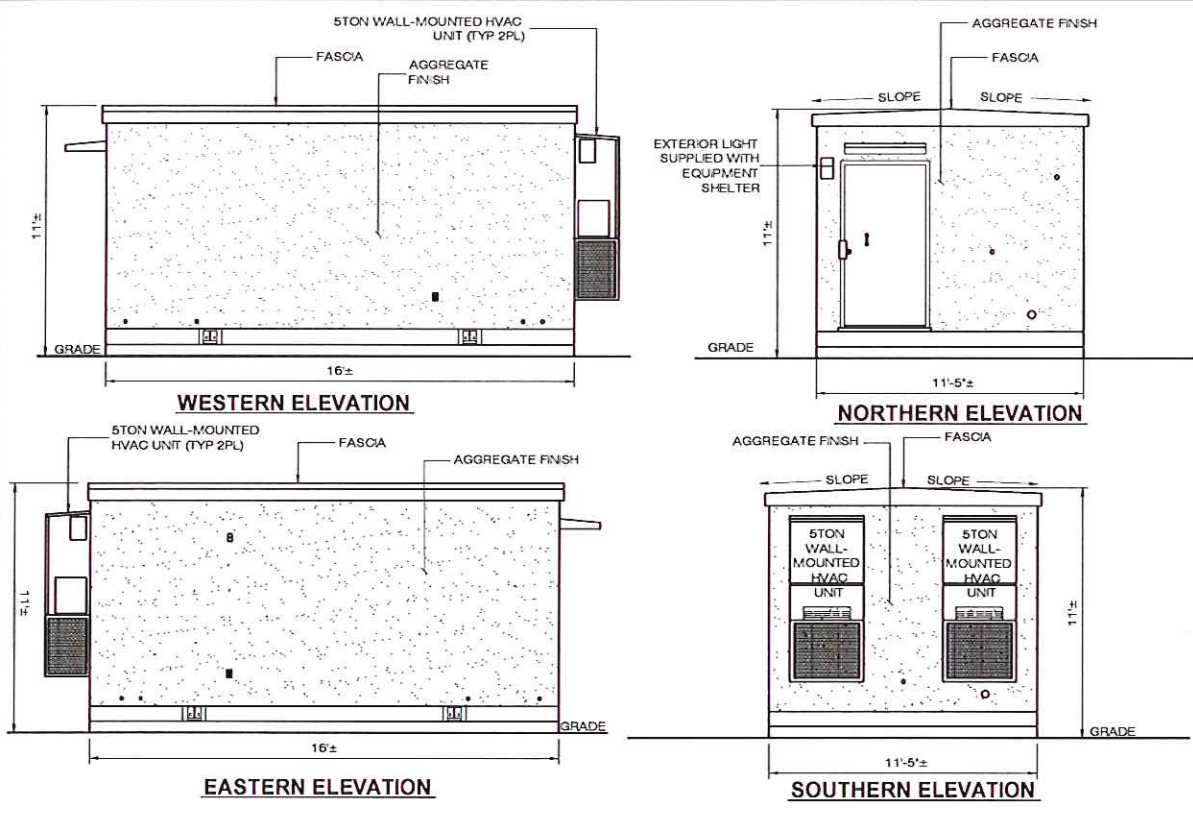 5TON WALL-MOUNTED HVAC
UNIT (TYP 2PL)
FASCIA
AGGREGATE
FINISH
11'±
GRADE
16'±
WESTERN ELEVATION
AGGREGATE FINISH
FASCIA
SLOPE
SLOPE
EXTERIOR LIGHT
SUPPLIED WITH
EQUIPMENT
SHELTER
11'±
GRADE
11'-5"±
NORTHERN ELEVATION
5TON WALL-MOUNTED
HVAC UNIT (TYP 2PL)
FASCIA
AGGREGATE FINISH
11'±
GRADE
16'±
EASTERN ELEVATION
AGGREGATE FINISH
FASCIA
SLOPE
SLOPE
5TON
WALL-
MOUNTED
HVAC
UNIT
5TON
WALL-
MOUNTED
HVAC
UNIT
11'±
GRADE
11'-5"±
SOUTHERN ELEVATION